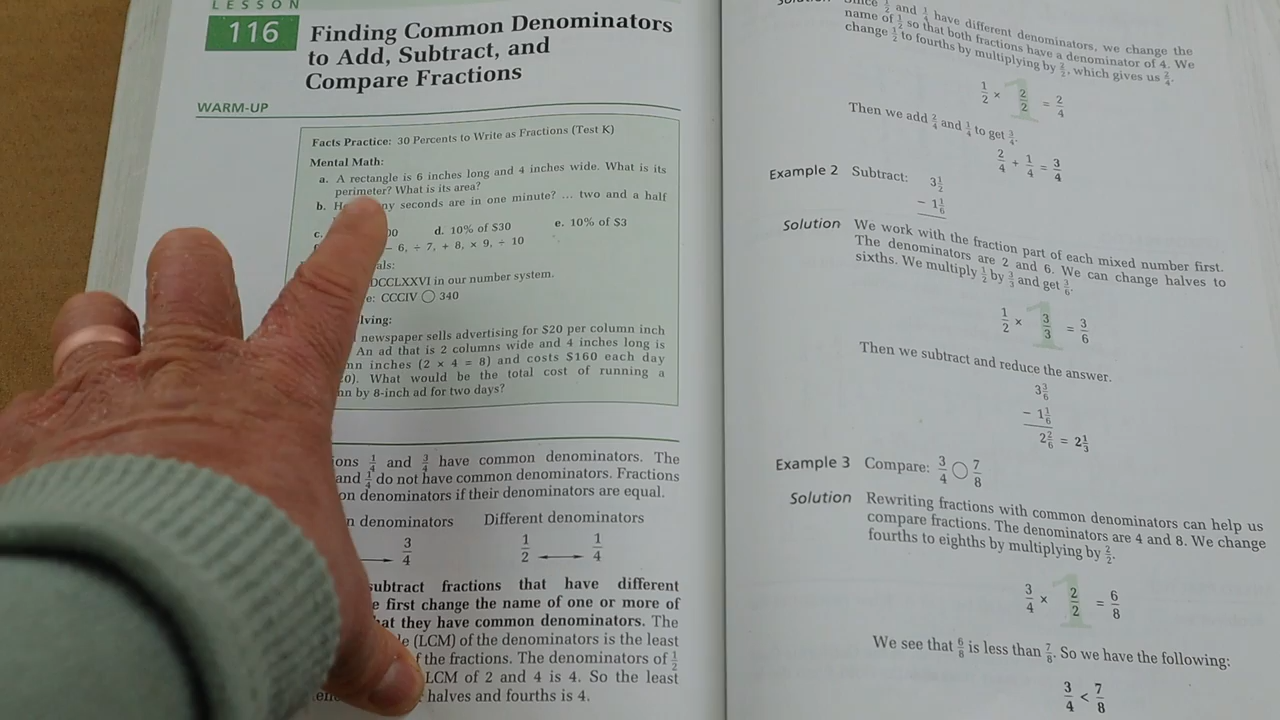 LESSON
116
Finding Common Denominators
to Add, Subtract, and
Compare Fractions
WARM-UP
Facts Practice: 30 Percents to Write as Fractions (Test K)
Mental Math:
a. A rectangle is 6 inches long and 4 inches wide. What is its
perimeter? What is its area?
b. seconds are in one minute? ... two and a half
c. d. 10% of $30 e. 10% of $3
− 6, ÷ 7, + 8, × 9, ÷ 10
DCCLXXVI in our number system.
CCCIV ○ 340
newspaper sells advertising for $20 per column inch
An ad that is 2 columns wide and 4 inches long is
inches (2 × 4 = 8) and costs $160 each day
What would be the total cost of running a
by 8-inch ad for two days?
1/4 and 3/4 have common denominators. The
and 1/4 do not have common denominators. Fractions
denominators if their denominators are equal.
denominators Different denominators
3/4 1/2 ⟷ 1/4
subtract fractions that have different
first change the name of one or more of
they have common denominators. The
(LCM) of the denominators is the least
the fractions. The denominators of 1/2
LCM of 2 and 4 is 4. So the least
halves and fourths is 4.
Since 1/2 and 1/4 have different denominators, we change the
name of 1/2 so that both fractions have a denominator of 4. We
change 1/2 to fourths by multiplying by 2/2, which gives us 2/4.
1/2 × 2/2 = 2/4
Then we add 2/4 and 1/4 to get 3/4.
2/4 + 1/4 = 3/4
Example 2 Subtract: 3 1/2
− 1 1/6
Solution We work with the fraction part of each mixed number first.
The denominators are 2 and 6. We can change halves to
sixths. We multiply 1/2 by 3/3 and get 3/6.
1/2 × 3/3 = 3/6
Then we subtract and reduce the answer.
3 3/6
− 1 1/6
2 2/6 = 2 1/3
Example 3 Compare: 3/4 ○ 7/8
Solution Rewriting fractions with common denominators can help us
compare fractions. The denominators are 4 and 8. We change
fourths to eighths by multiplying by 2/2.
3/4 × 2/2 = 6/8
We see that 6/8 is less than 7/8. So we have the following:
3/4 < 7/8